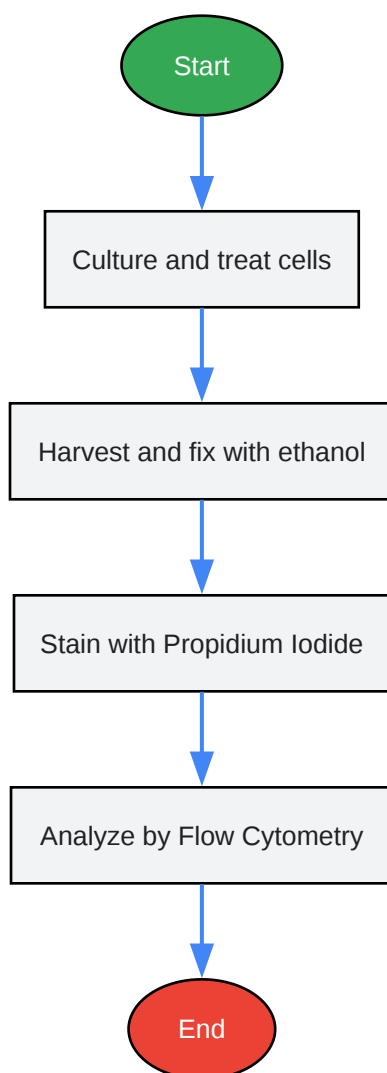 Start
Culture and treat cells
Harvest and fix with ethanol
Stain with Propidium Iodide
Analyze by Flow Cytometry
End